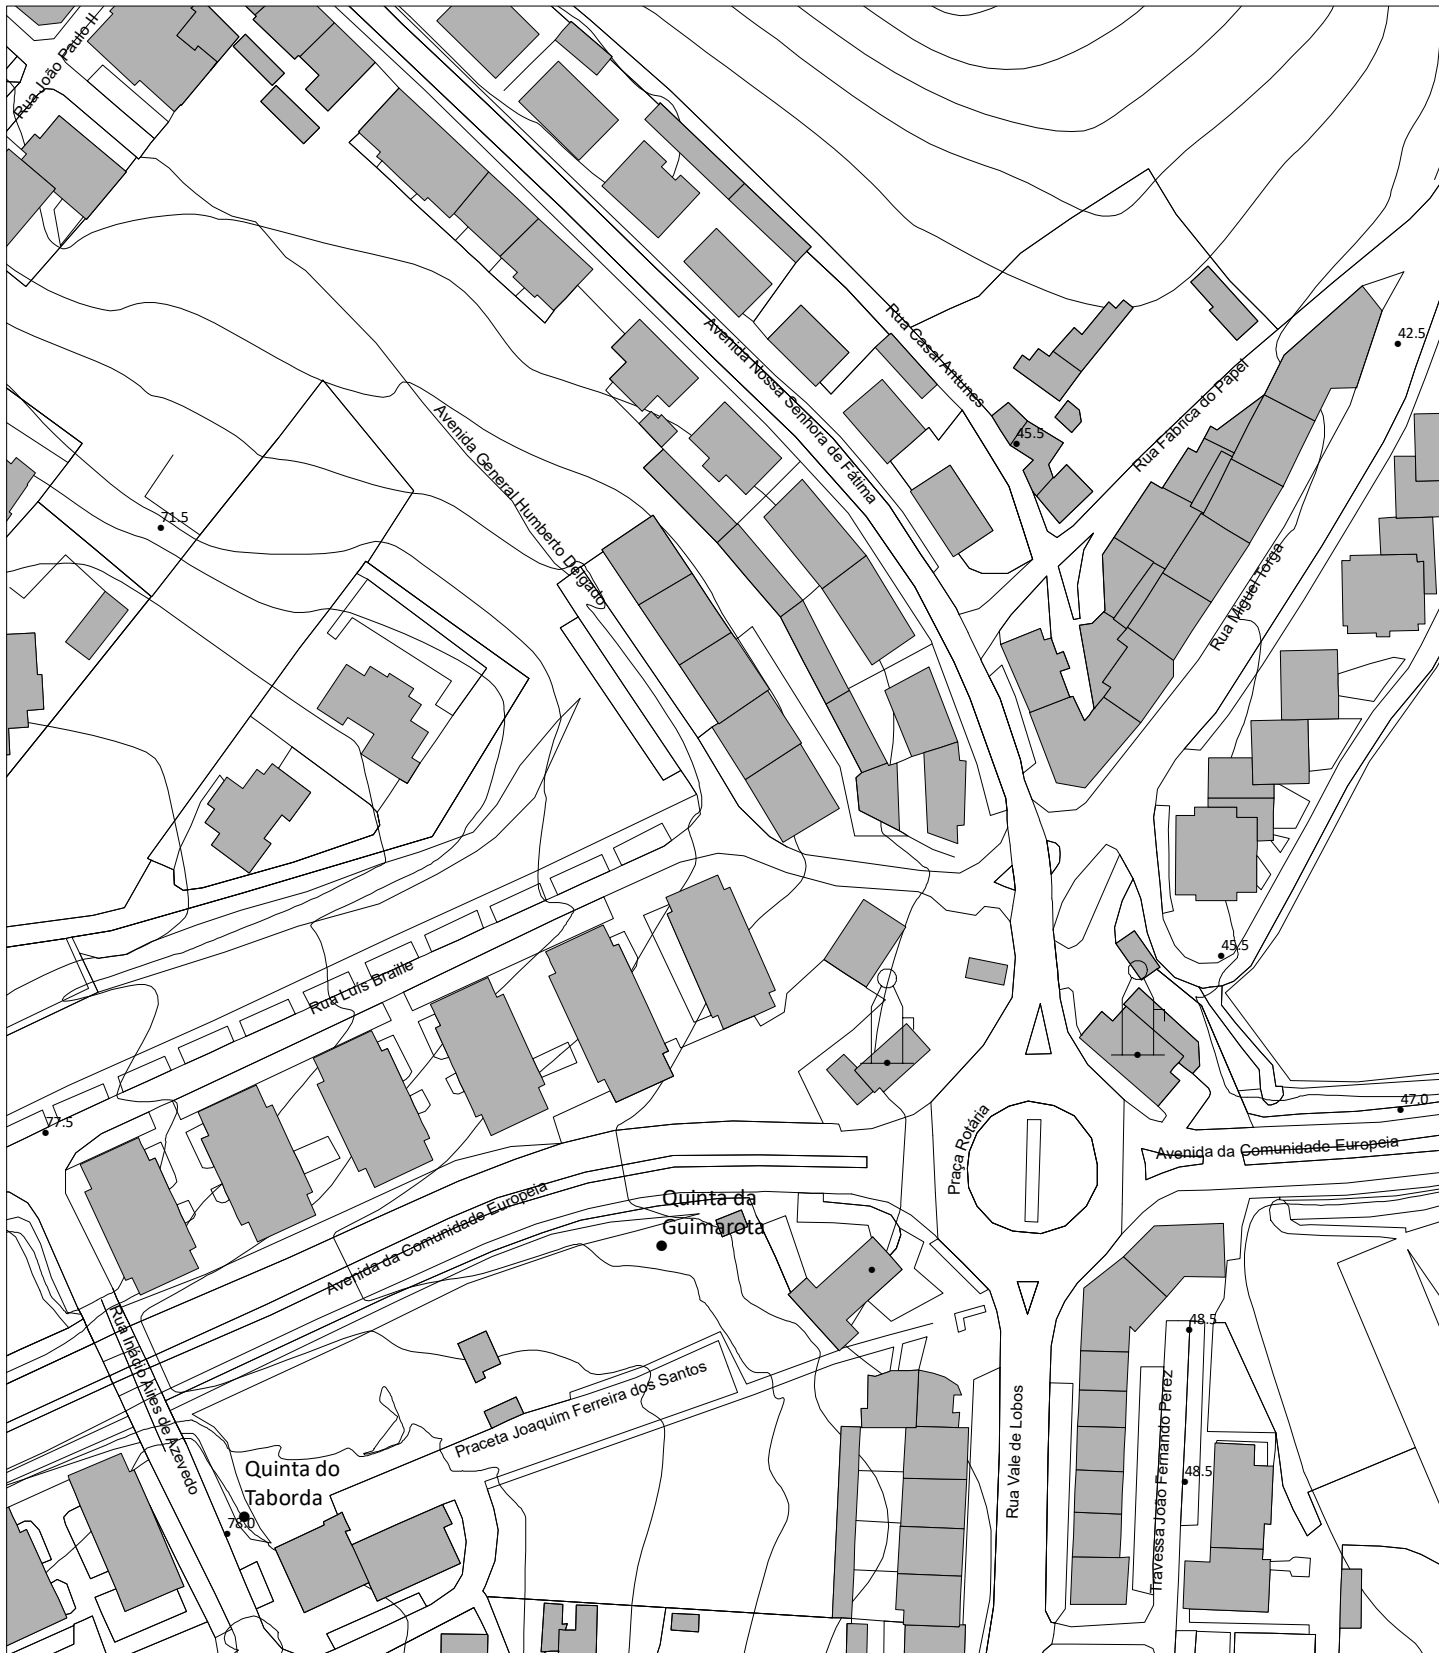 Rua João Paulo II
Avenida Nossa Senhora de Fátima
Rua Casal Antunes
42.5
45.5
Rua Fábrica do Papel
Avenida General Humberto Delgado
71.5
Rua Miguel Torga
45.5
Rua Luís Braille
77.5
47.0
Praça Rotária
Avenida da Comunidade Europeia
Avenida da Comunidade Europeia
Quinta da
Guimarota
Rua Inácio Aires de Azevedo
48.5
Praceta Joaquim Ferreira dos Santos
Rua Vale de Lobos
Travessa João Fernando Perez
48.5
Quinta do
Taborda
78.0